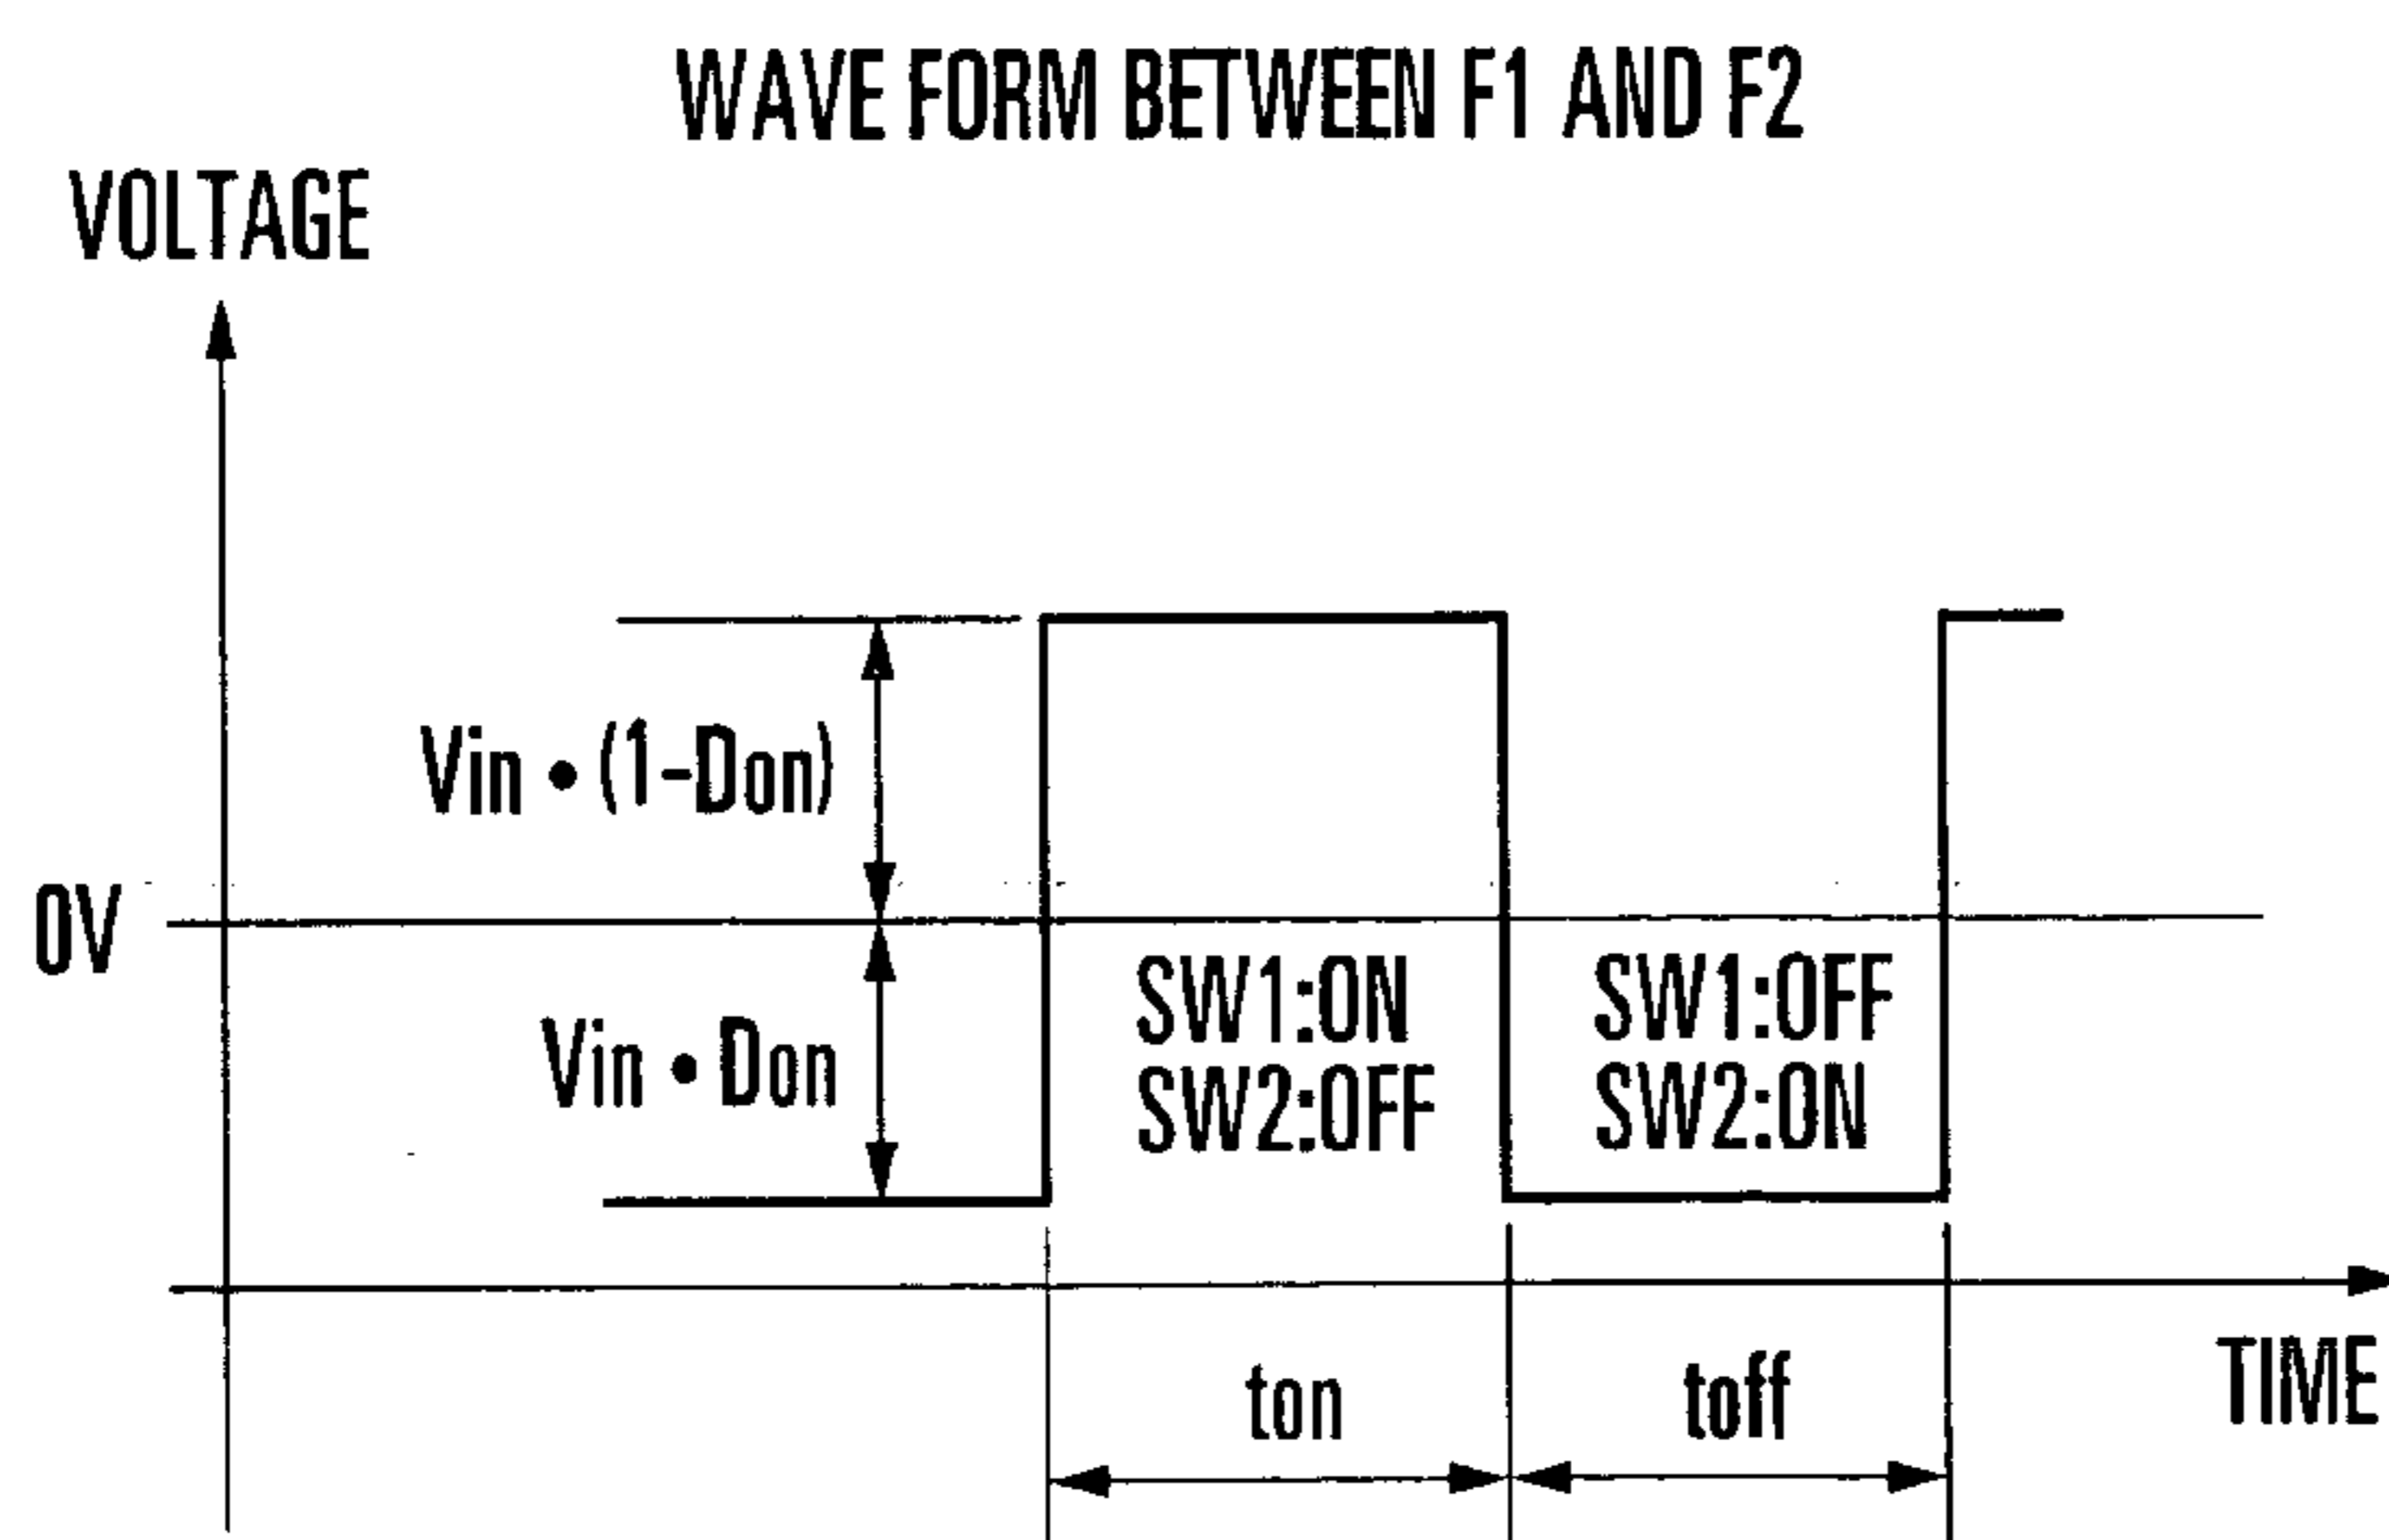 WAVE FORM BETWEEN F1 AND F2
VOLTAGE
Vin • (1-Don)
0V
Vin • Don
SW1:ON
SW2:OFF
SW1:OFF
SW2:ON
ton
toff
TIME